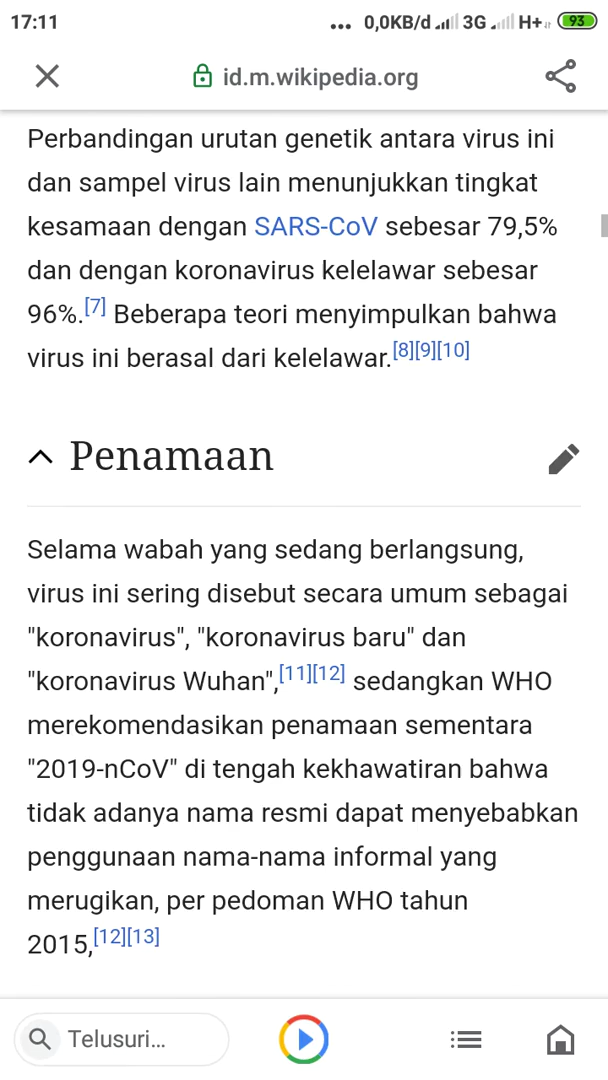 17:11
... 0,0KB/d 3G H+ 93
id.m.wikipedia.org
Perbandingan urutan genetik antara virus ini
dan sampel virus lain menunjukkan tingkat
kesamaan dengan SARS-CoV sebesar 79,5%
dan dengan koronavirus kelelawar sebesar
96%.[7] Beberapa teori menyimpulkan bahwa
virus ini berasal dari kelelawar.[8][9][10]
Penamaan
Selama wabah yang sedang berlangsung,
virus ini sering disebut secara umum sebagai
"koronavirus", "koronavirus baru" dan
"koronavirus Wuhan",[11][12] sedangkan WHO
merekomendasikan penamaan sementara
"2019-nCoV" di tengah kekhawatiran bahwa
tidak adanya nama resmi dapat menyebabkan
penggunaan nama-nama informal yang
merugikan, per pedoman WHO tahun
2015,[12][13]
Telusuri...